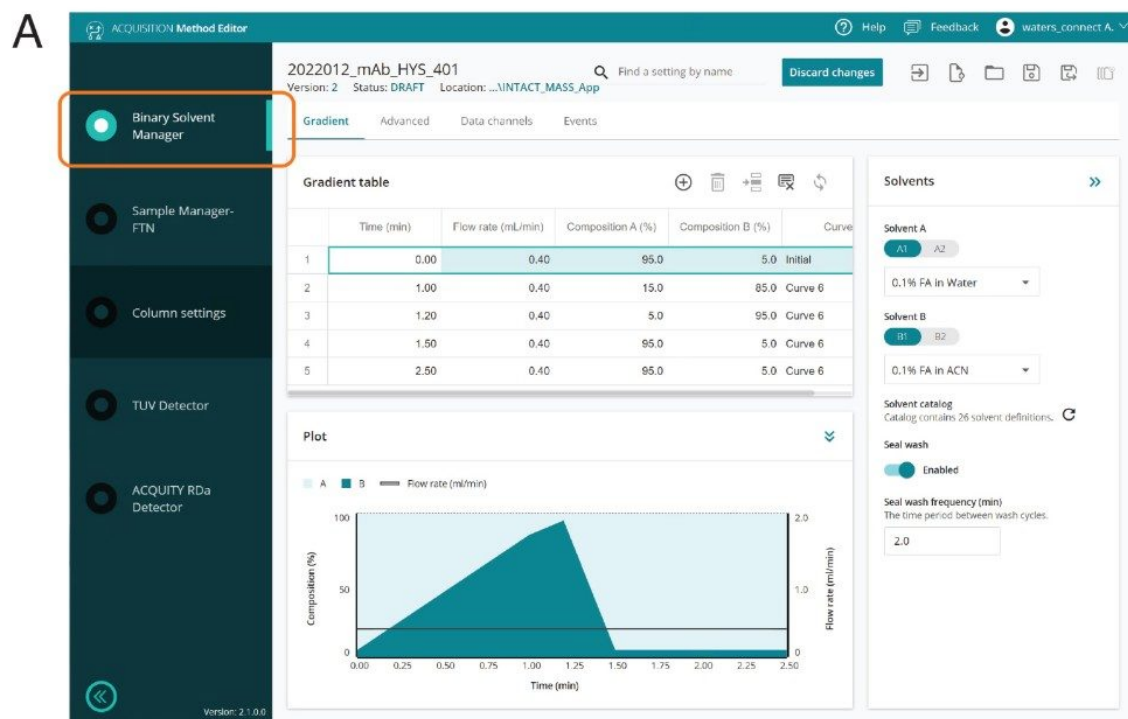 A
ACQUISITION Method Editor
Help
Feedback
waters_connect A.
2022012_mAb_HYS_401
Find a setting by name
Discard changes
Version: 2 Status: DRAFT Location: ...\INTACT_MASS_App
Binary Solvent
Manager
Sample Manager-
FTN
Column settings
TUV Detector
ACQUITY RDa
Detector
Version: 2.1.0.0
Gradient Advanced Data channels Events
Gradient table
Time (min) Flow rate (mL/min) Composition A (%) Composition B (%) Curve
1 0.00 0.40 95.0 5.0 Initial
2 1.00 0.40 15.0 85.0 Curve 6
3 1.20 0.40 5.0 95.0 Curve 6
4 1.50 0.40 95.0 5.0 Curve 6
5 2.50 0.40 95.0 5.0 Curve 6
Plot
A B Flow rate (ml/min)
Composition (%)
100
50
0
2.0
1.0
0
Flow rate (ml/min)
0.00 0.25 0.50 0.75 1.00 1.25 1.50 1.75 2.00 2.25 2.50
Time (min)
Solvents
Solvent A
A1 A2
0.1% FA in Water
Solvent B
B1 B2
0.1% FA in ACN
Solvent catalog
Catalog contains 26 solvent definitions.
Seal wash
Enabled
Seal wash frequency (min)
The time period between wash cycles.
2.0